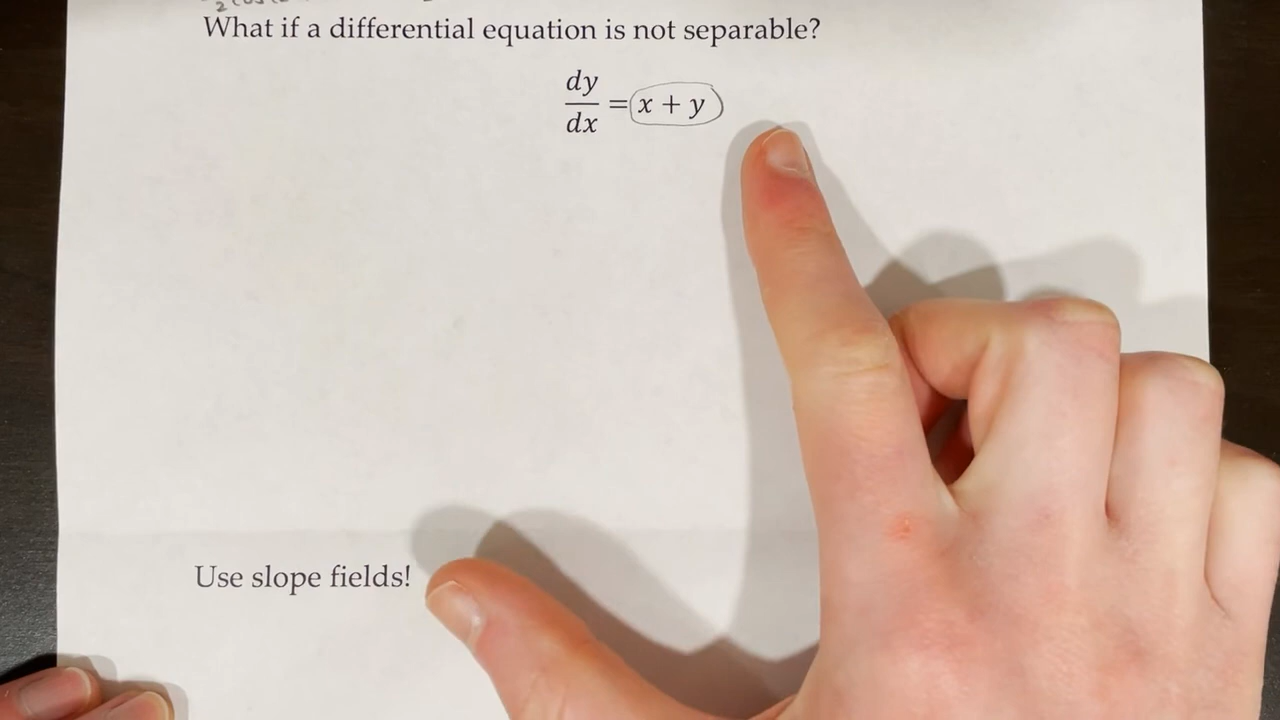 What if a differential equation is not separable?
dy/dx = x + y
Use slope fields!